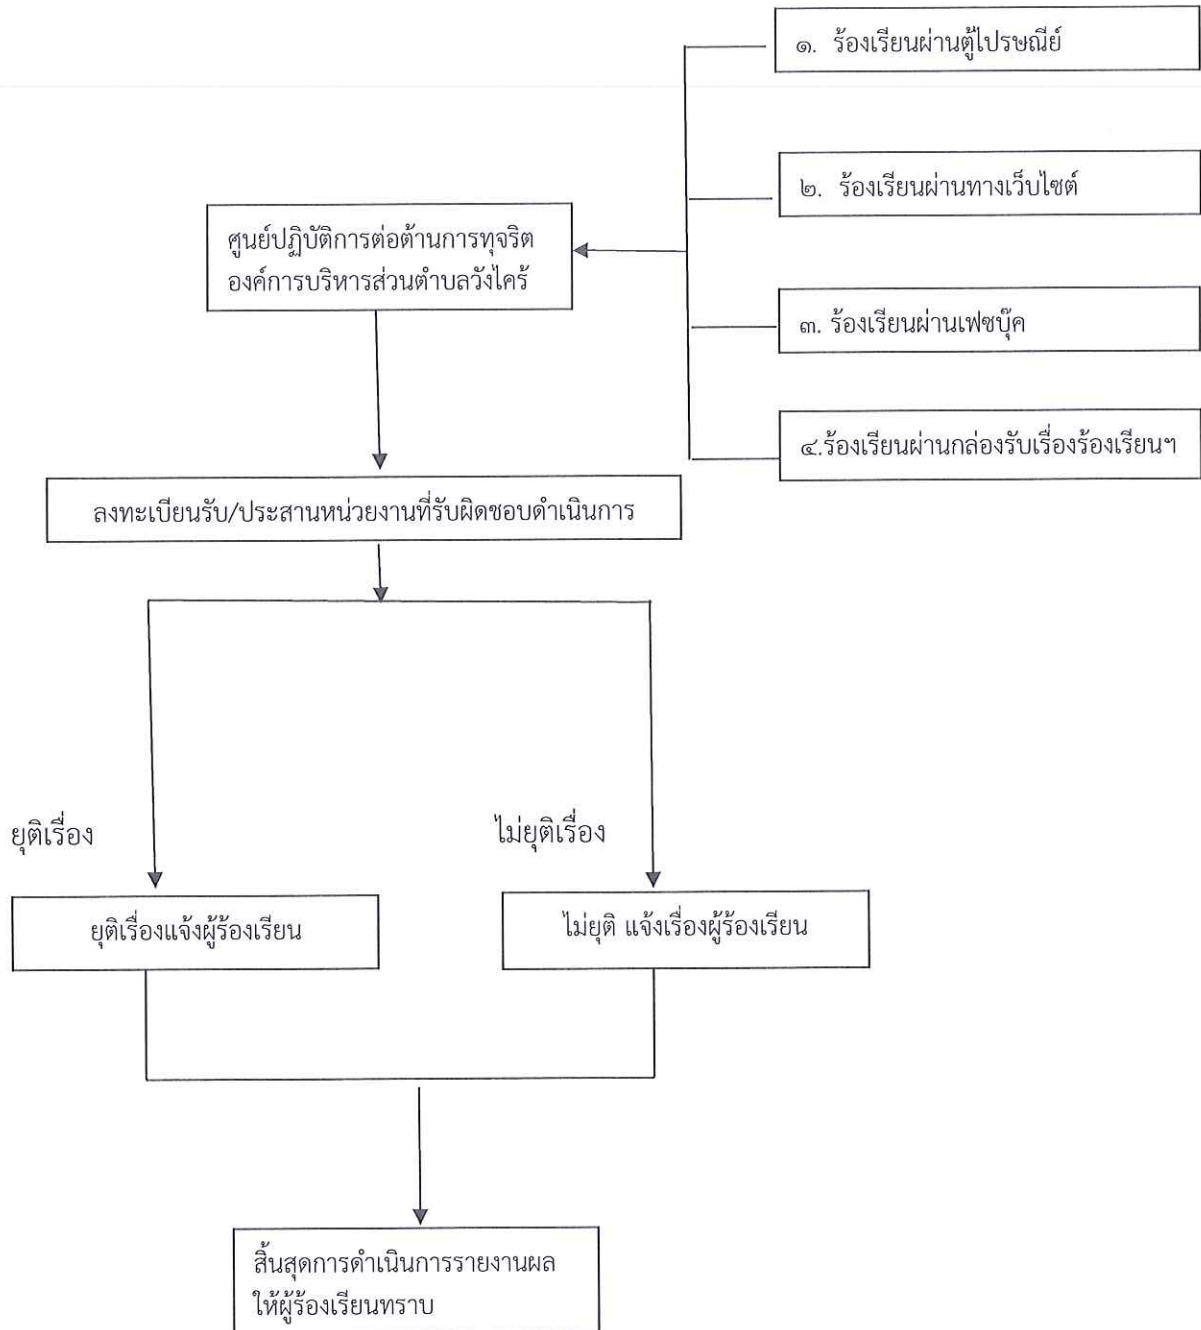 ๑. ร้องเรียนผ่านตู้ไปรษณีย์
๒. ร้องเรียนผ่านทางเว็บไซต์
ศูนย์ปฏิบัติการต่อต้านการทุจริต
องค์การบริหารส่วนตำบลวังไคร้
๓. ร้องเรียนผ่านเฟซบุ๊ค
๔.ร้องเรียนผ่านกล่องรับเรื่องร้องเรียนฯ
ลงทะเบียนรับ/ประสานหน่วยงานที่รับผิดชอบดำเนินการ
ยุติเรื่อง
ไม่ยุติเรื่อง
ยุติเรื่องแจ้งผู้ร้องเรียน
ไม่ยุติ แจ้งเรื่องผู้ร้องเรียน
สิ้นสุดการดำเนินการรายงานผล
ให้ผู้ร้องเรียนทราบ